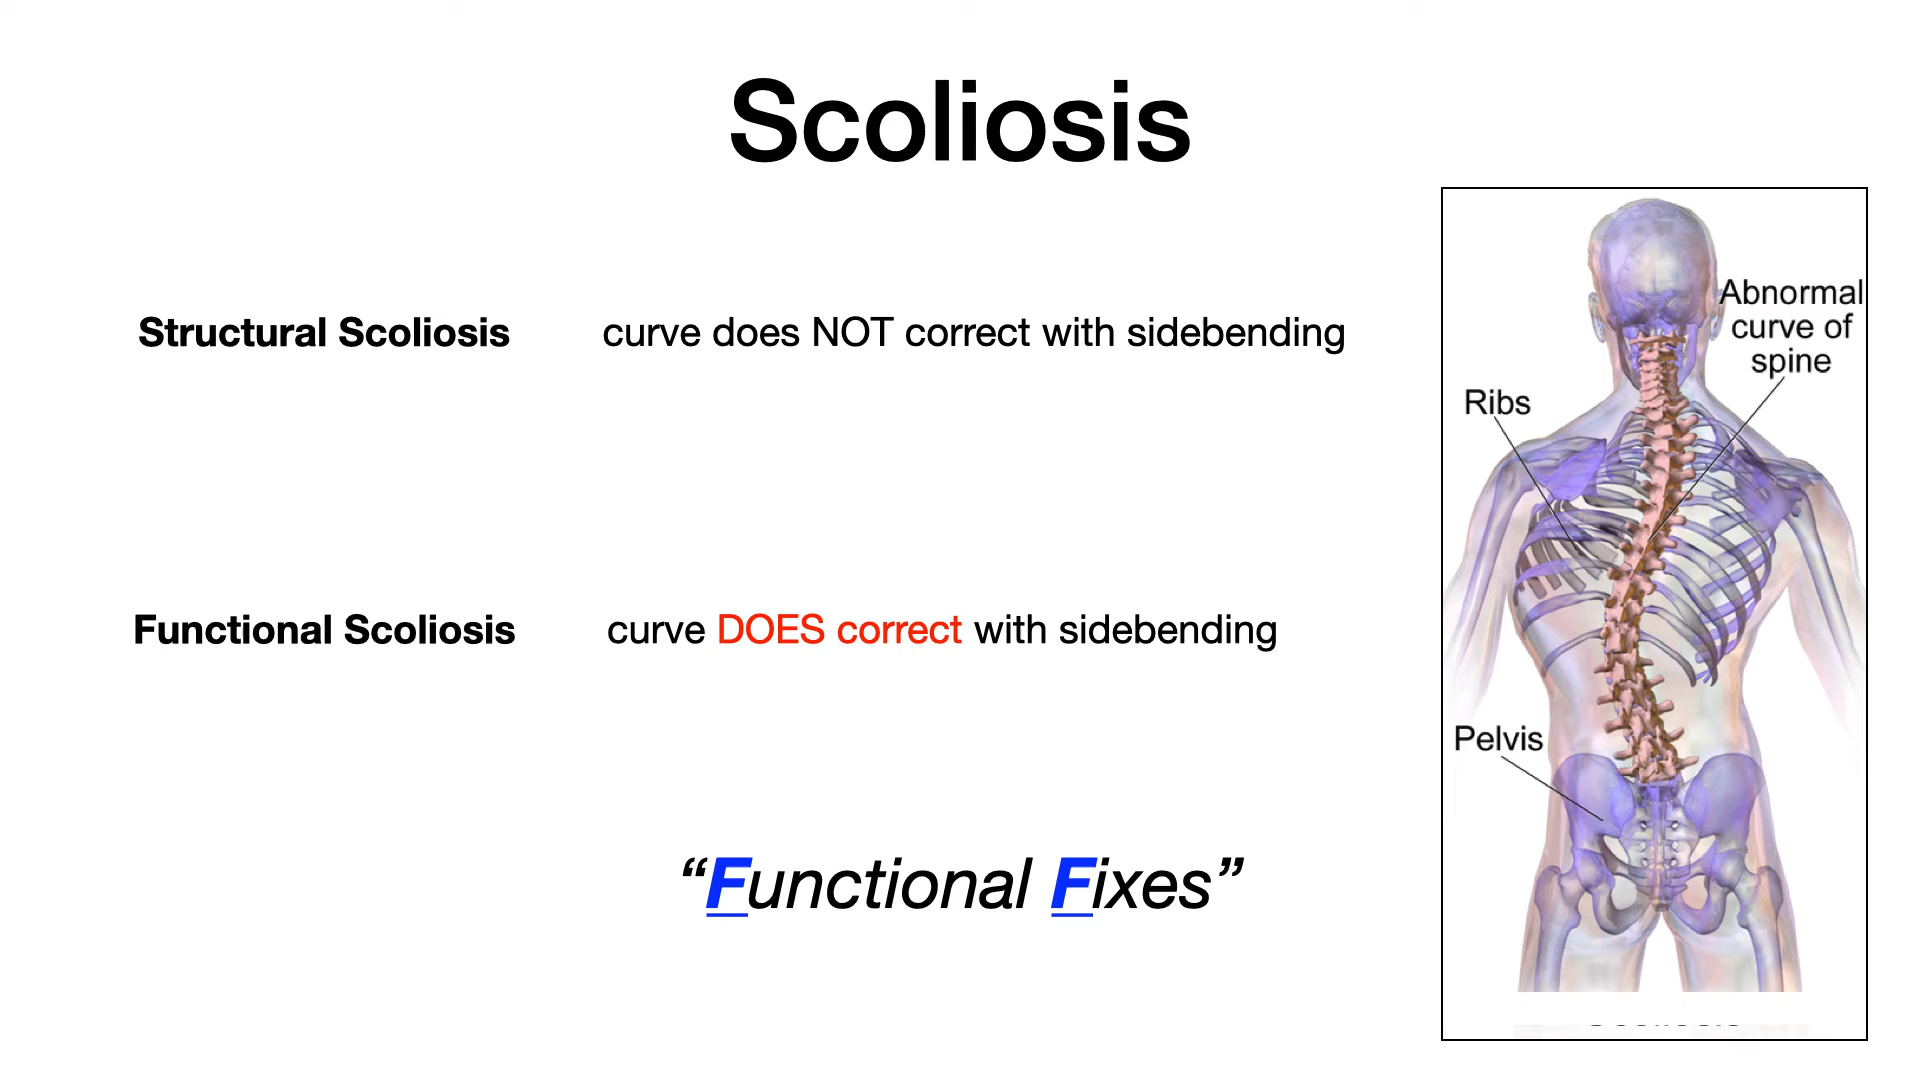 Scoliosis
Structural Scoliosis curve does NOT correct with sidebending
Functional Scoliosis curve DOES correct with sidebending
“Functional Fixes”
Abnormal
curve of
spine
Ribs
Pelvis